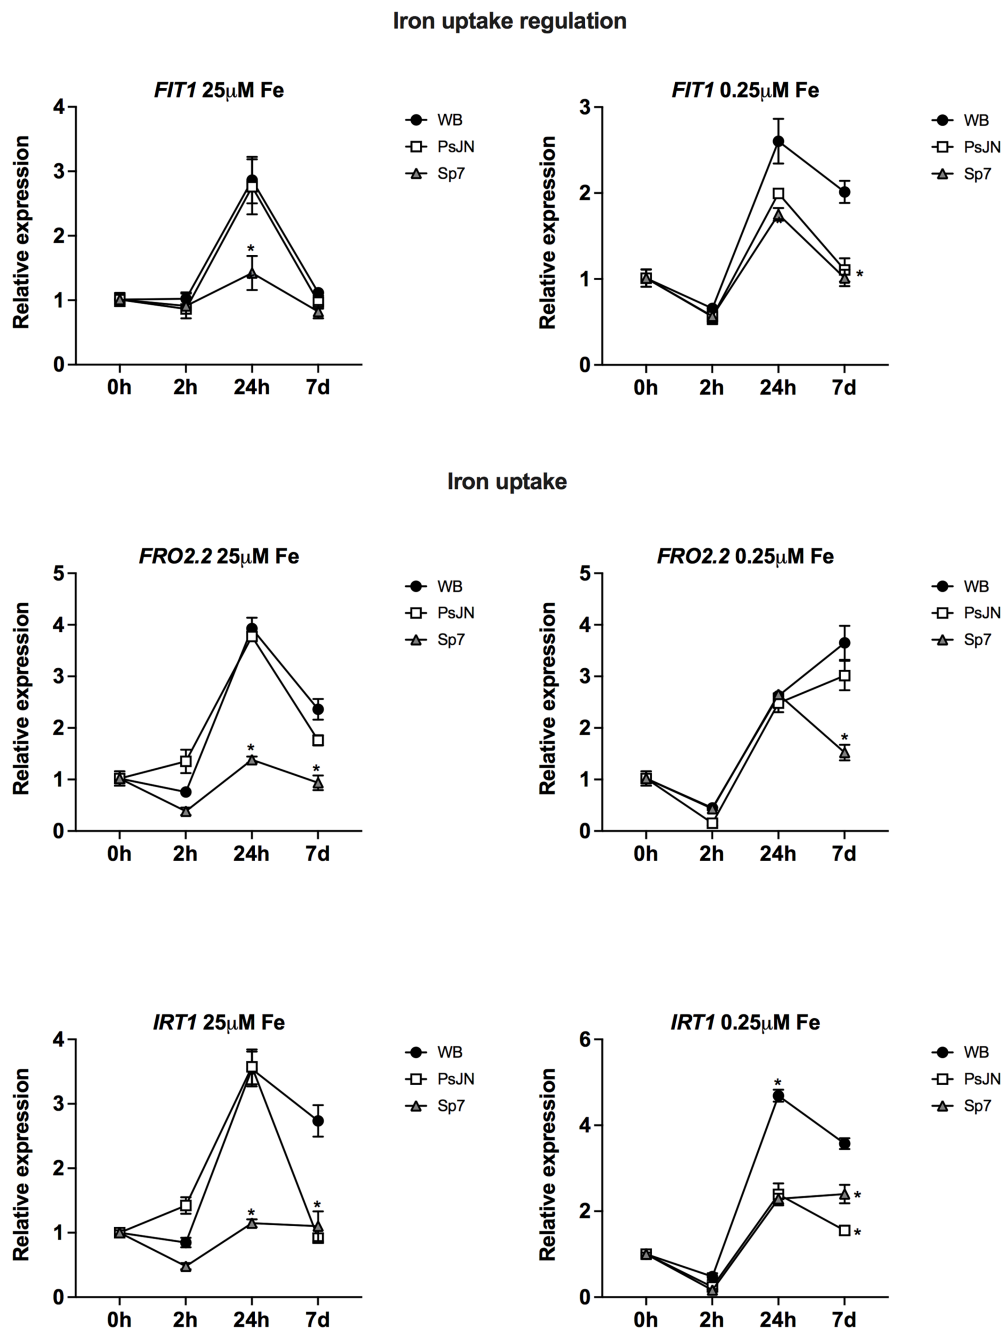 Iron uptake regulation
FIT1 25μM Fe
4
3
2
1
0
Relative expression
0h 2h 24h 7d
WB
PsJN
Sp7
*
FIT1 0.25μM Fe
3
2
1
0
Relative expression
0h 2h 24h 7d
WB
PsJN
Sp7
*
*
Iron uptake
FRO2.2 25μM Fe
5
4
3
2
1
0
Relative expression
0h 2h 24h 7d
WB
PsJN
Sp7
*
*
FRO2.2 0.25μM Fe
5
4
3
2
1
0
Relative expression
0h 2h 24h 7d
WB
PsJN
Sp7
*
IRT1 25μM Fe
4
3
2
1
0
Relative expression
0h 2h 24h 7d
WB
PsJN
Sp7
*
*
IRT1 0.25μM Fe
6
4
2
0
Relative expression
0h 2h 24h 7d
WB
PsJN
Sp7
*
*
*